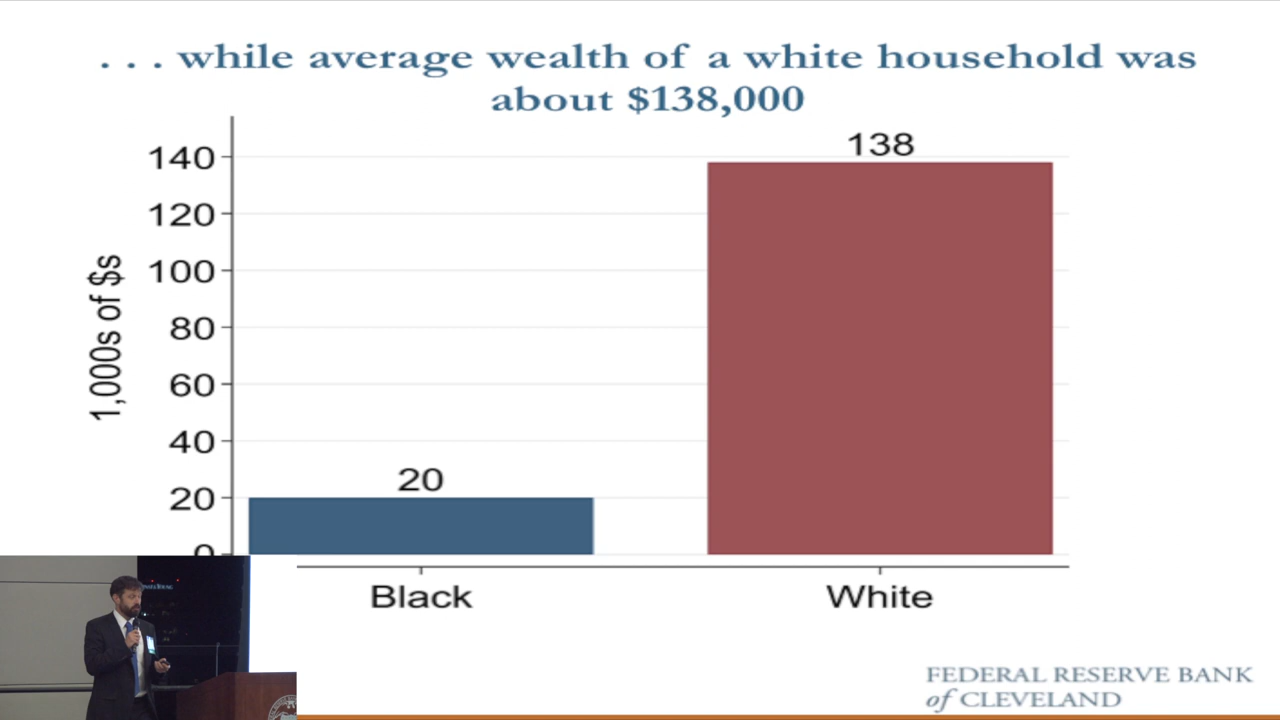 . . . while average wealth of a white household was
about $138,000
1,000s of $s
140
120
100
80
60
40
20
0
20
138
Black
White
FEDERAL RESERVE BANK
of CLEVELAND